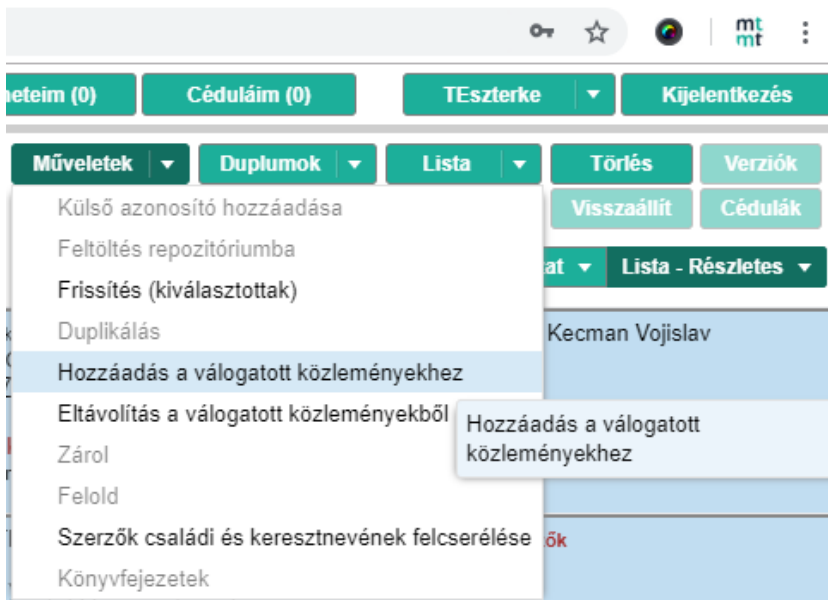 mt
mt
neteim (0) Céduláim (0) TEszterke Kijelentkezés
Műveletek Duplumok Lista Törlés Verziók
Külső azonosító hozzáadása
Visszaállít Cédulák
Feltöltés repozitóriumba
Frissítés (kiválasztottak)
at Lista - Részletes
Duplikálás
Kecman Vojislav
Hozzáadás a válogatott közleményekhez
Eltávolítás a válogatott közleményekből
Hozzáadás a válogatott
közleményekhez
Zárol
Felold
Szerzők családi és keresztnevének felcserélése
ők
Könyvfejezetek